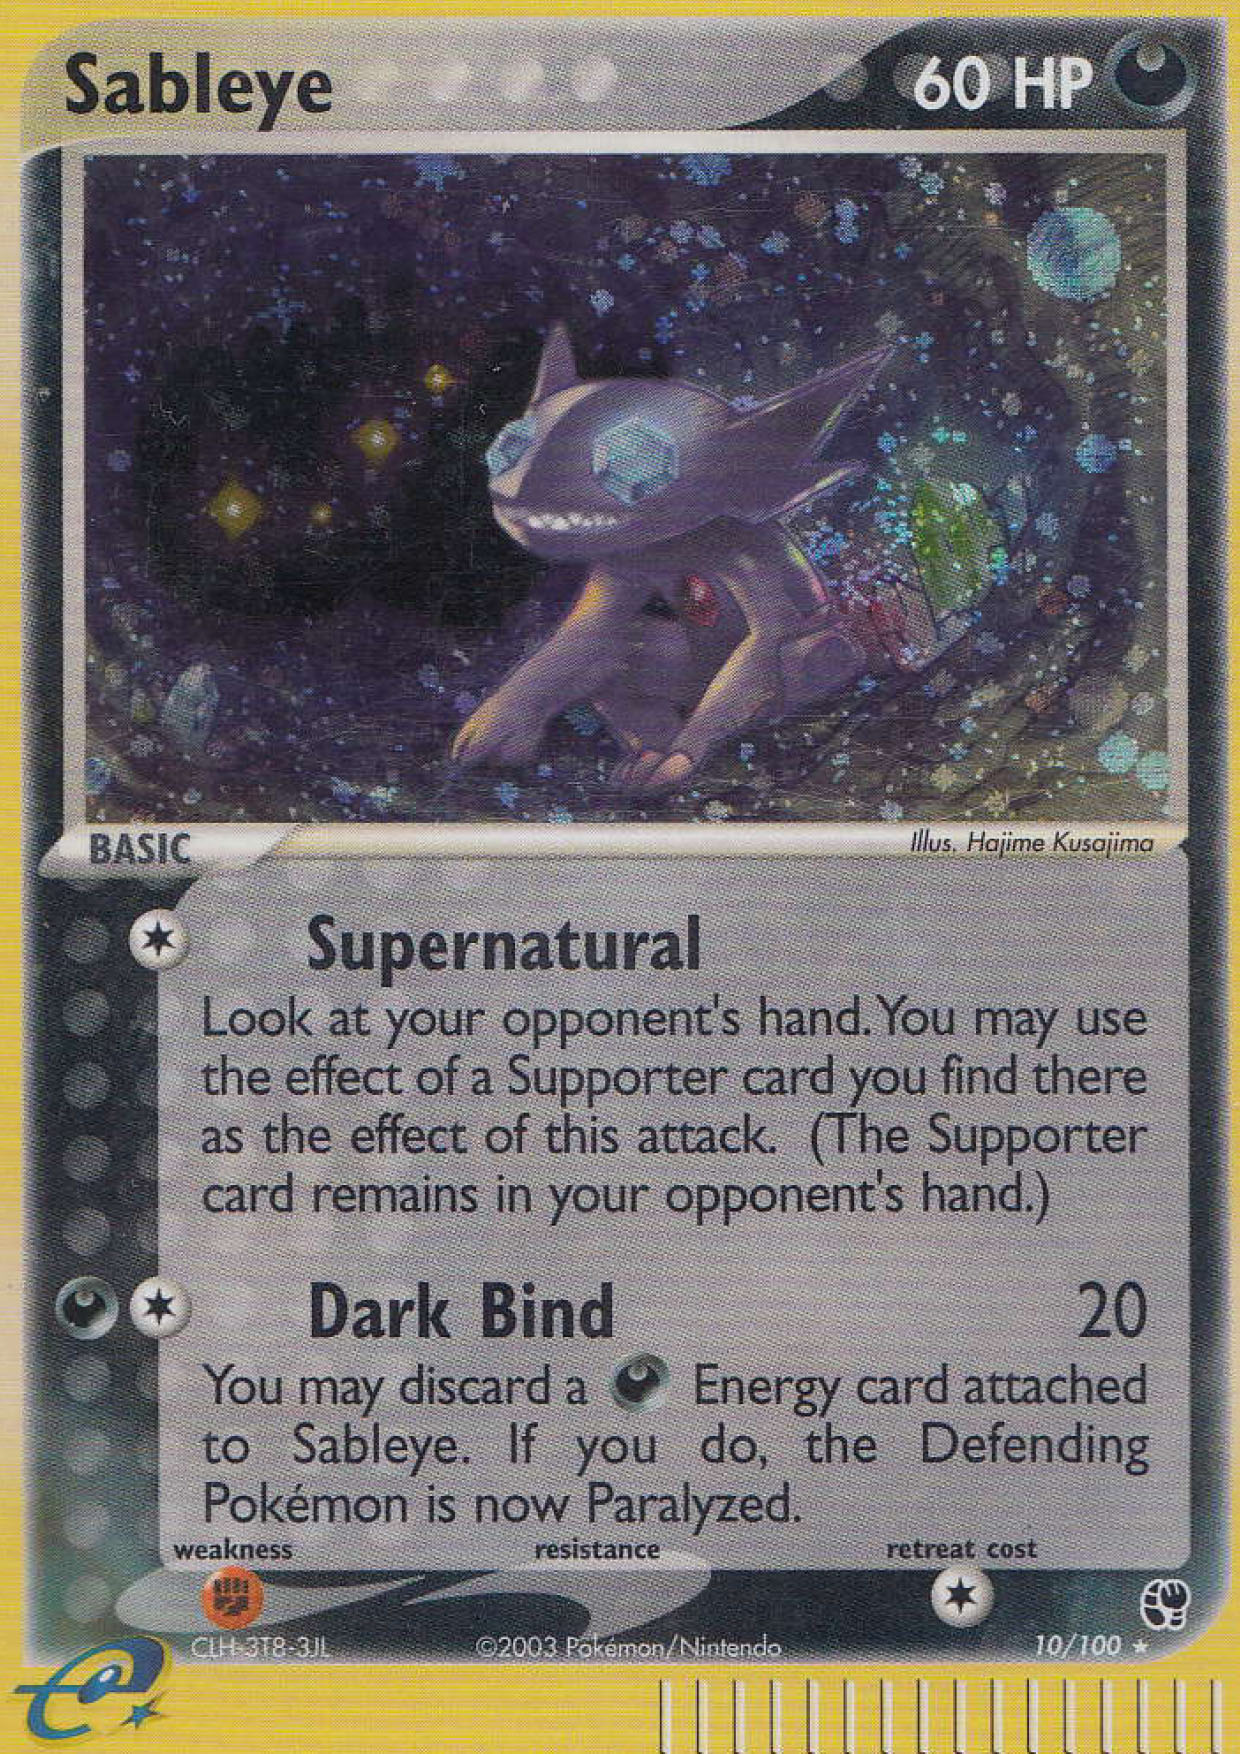 Sableye
60 HP
BASIC
Illus. Hajime Kusajima
Supernatural
Look at your opponent's hand. You may use
the effect of a Supporter card you find there
as the effect of this attack. (The Supporter
card remains in your opponent's hand.)
Dark Bind 20
You may discard a Energy card attached
to Sableye. If you do, the Defending
Pokémon is now Paralyzed.
weakness resistance retreat cost
CLH-3T8-3JL ©2003 Pokémon/Nintendo 10/100 ★